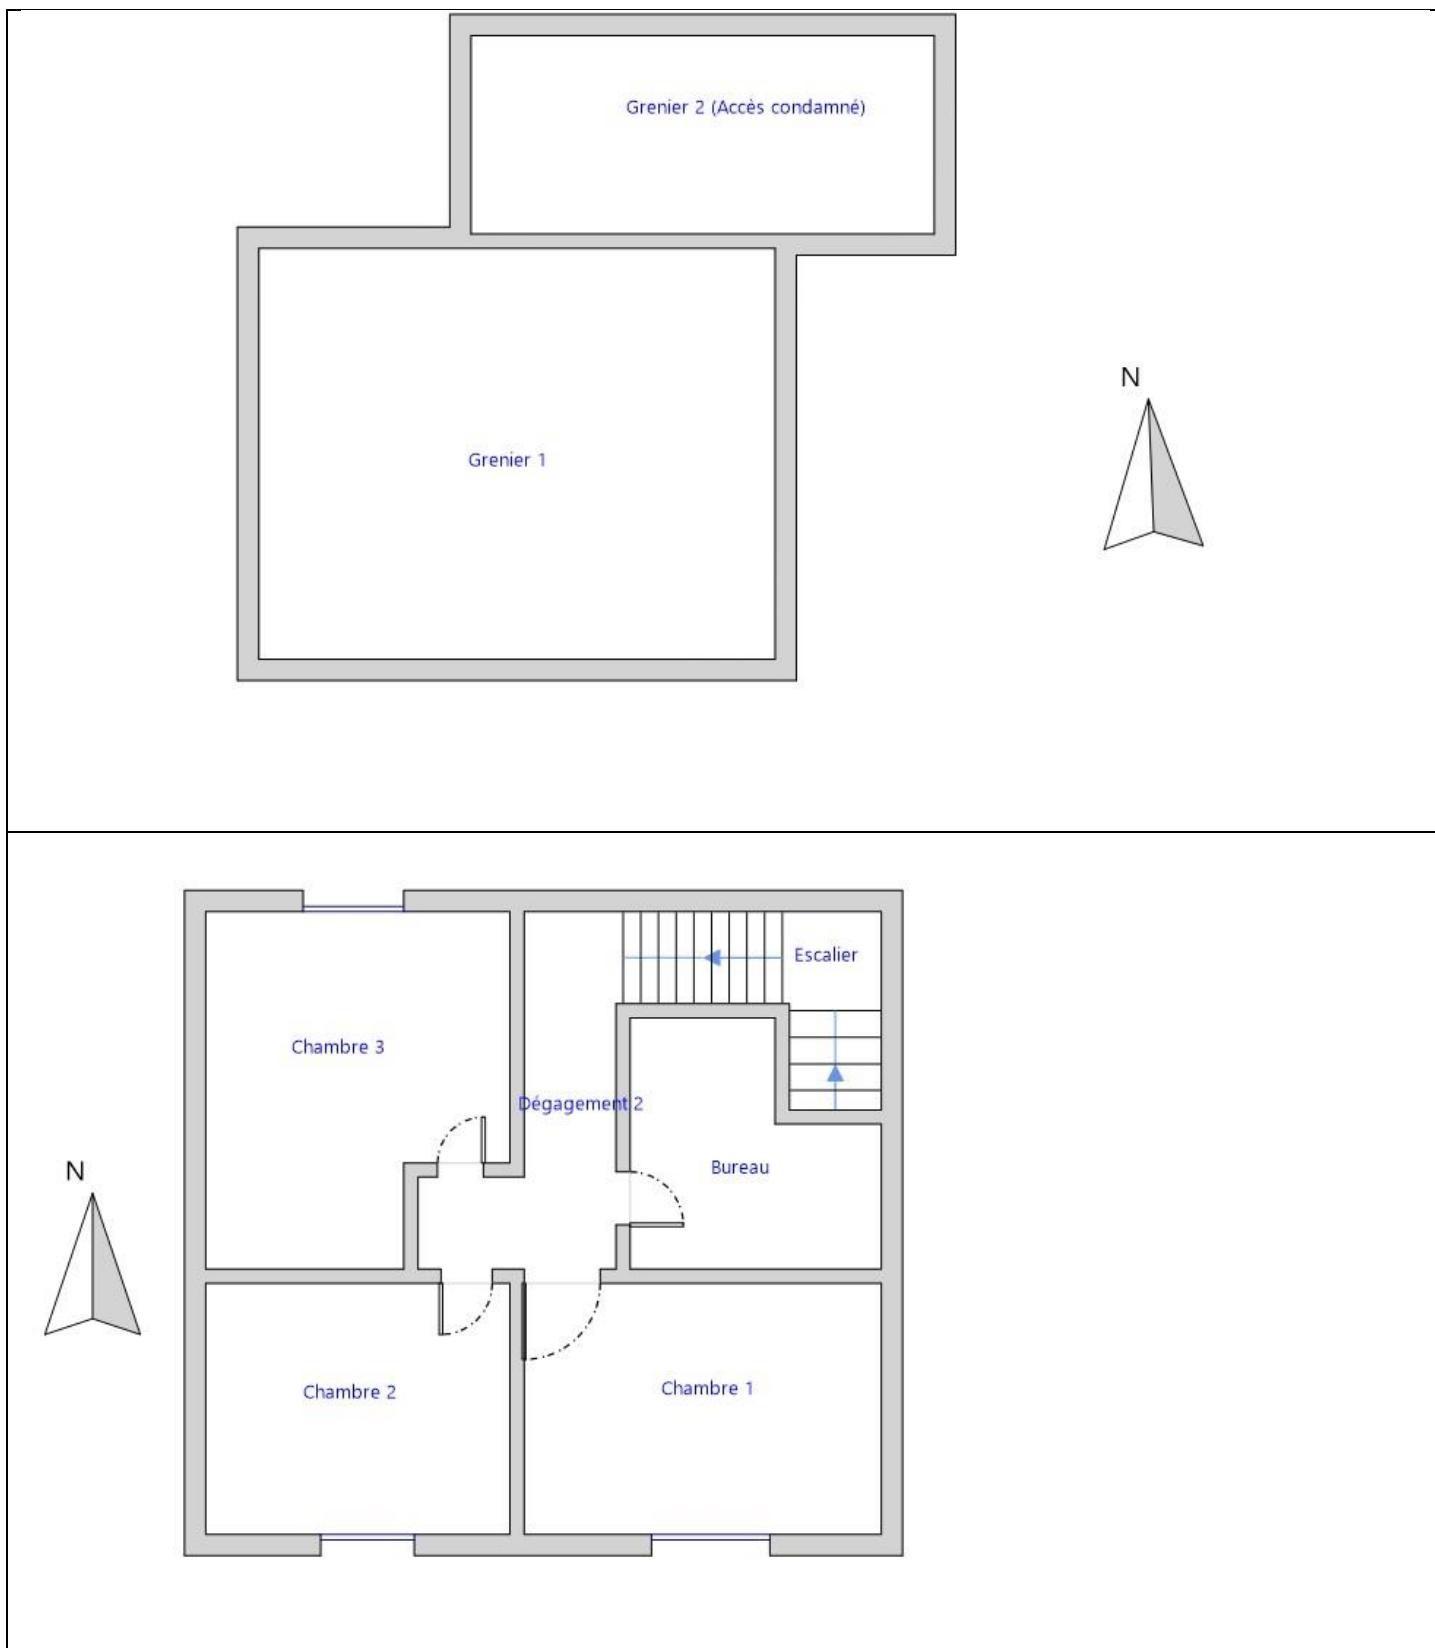 Grenier 2 (Accès condamné)
N
Grenier 1
Escalier
Chambre 3
Dégagement 2
Bureau
N
Chambre 2
Chambre 1